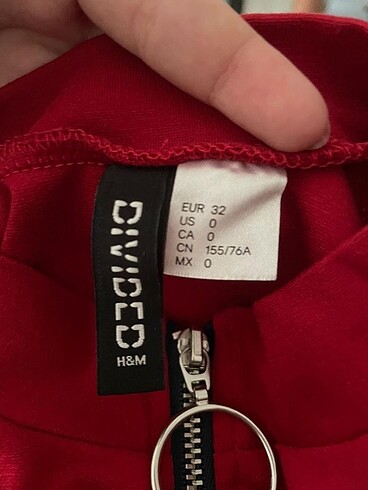 DIVIDED
H&M
EUR 32
US 0
CA 0
CN 155/76A
MX 0